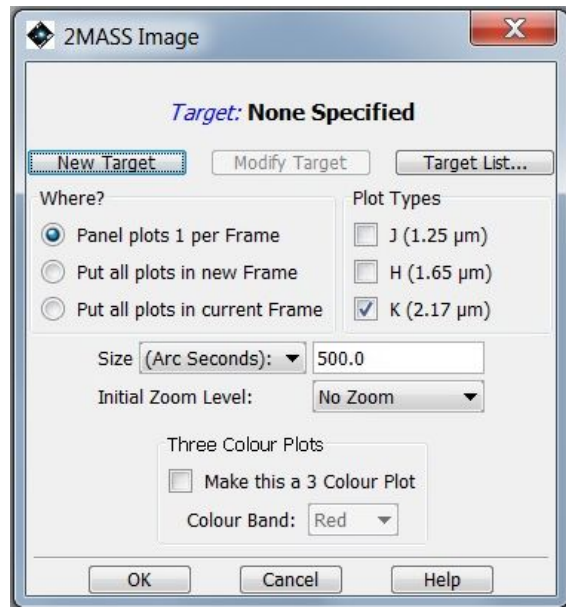 2MASS Image
X
Target: None Specified
New Target Modify Target Target List...
Where?
Panel plots 1 per Frame
Put all plots in new Frame
Put all plots in current Frame
Plot Types
J (1.25 μm)
H (1.65 μm)
K (2.17 μm)
Size (Arc Seconds): 500.0
Initial Zoom Level: No Zoom
Three Colour Plots
Make this a 3 Colour Plot
Colour Band: Red
OK Cancel Help